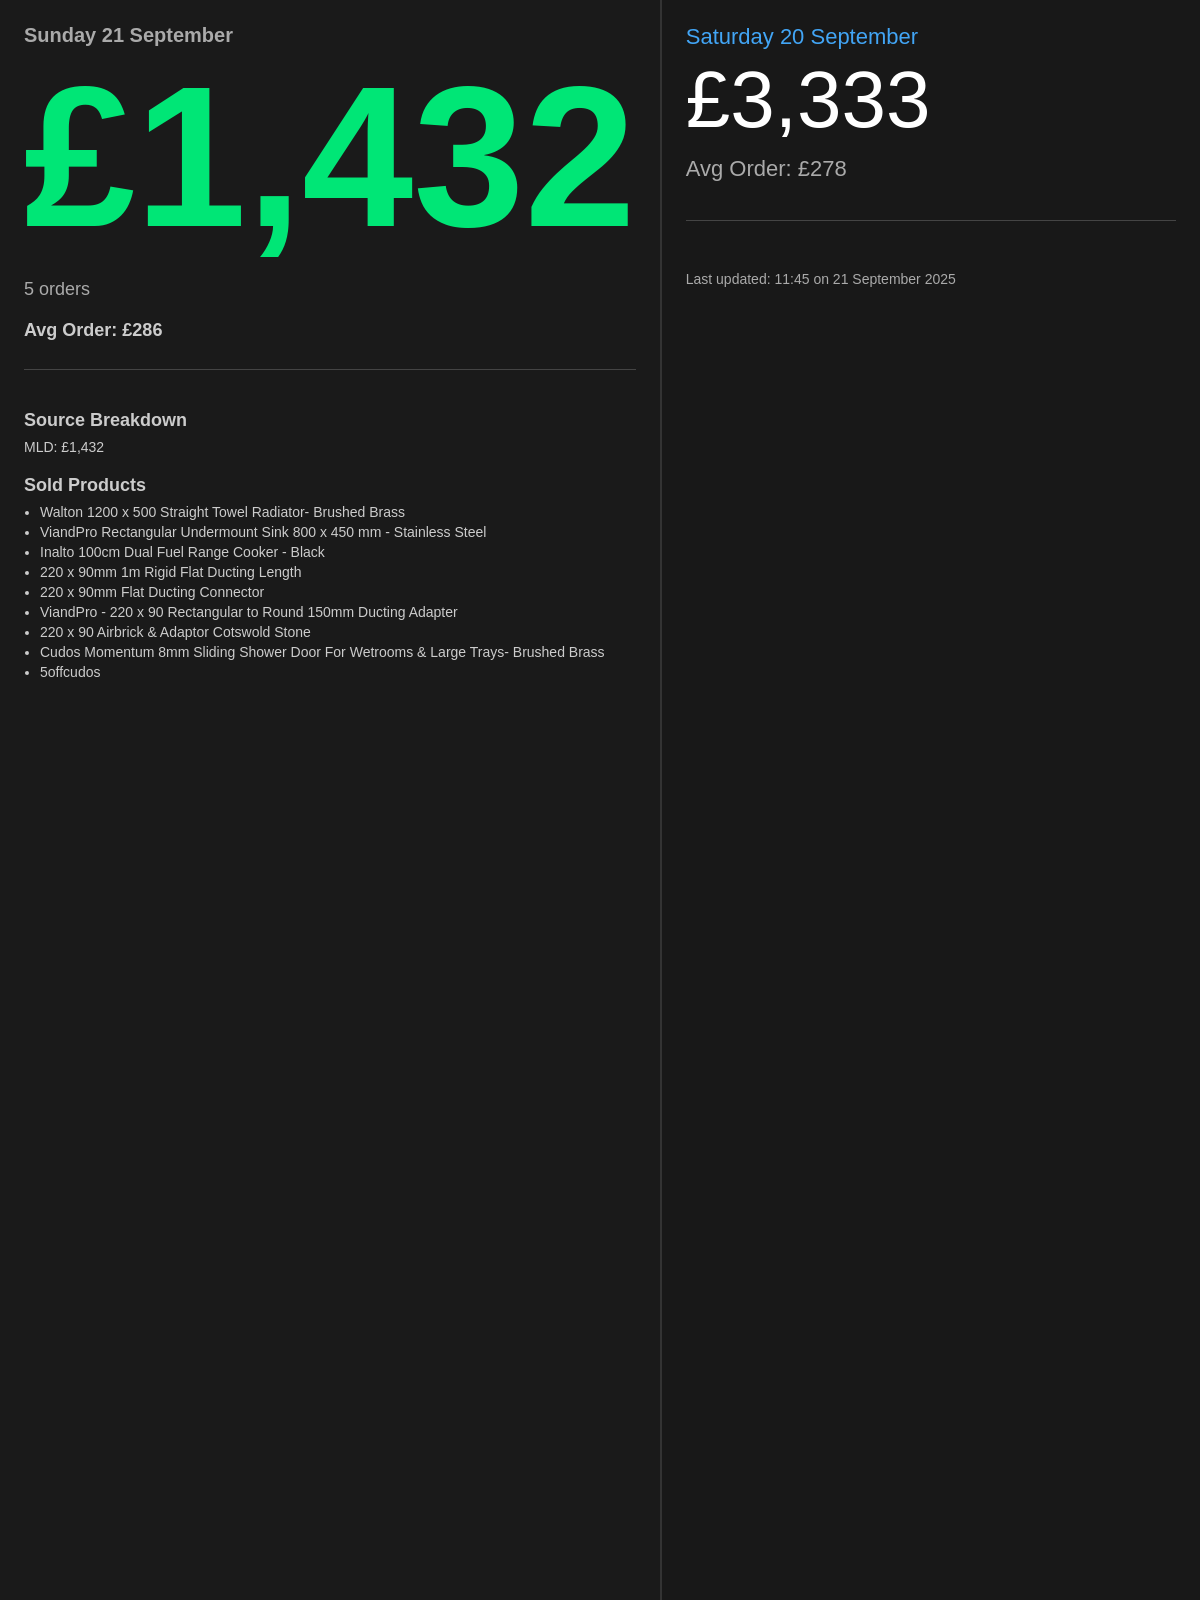 Sunday 21 September
£1,432
5 orders
Avg Order: £286
Source Breakdown
MLD: £1,432
Sold Products
• Walton 1200 x 500 Straight Towel Radiator- Brushed Brass
• ViandPro Rectangular Undermount Sink 800 x 450 mm - Stainless Steel
• Inalto 100cm Dual Fuel Range Cooker - Black
• 220 x 90mm 1m Rigid Flat Ducting Length
• 220 x 90mm Flat Ducting Connector
• ViandPro - 220 x 90 Rectangular to Round 150mm Ducting Adapter
• 220 x 90 Airbrick & Adaptor Cotswold Stone
• Cudos Momentum 8mm Sliding Shower Door For Wetrooms & Large Trays- Brushed Brass
• 5offcudos
Saturday 20 September
£3,333
Avg Order: £278
Last updated: 11:45 on 21 September 2025